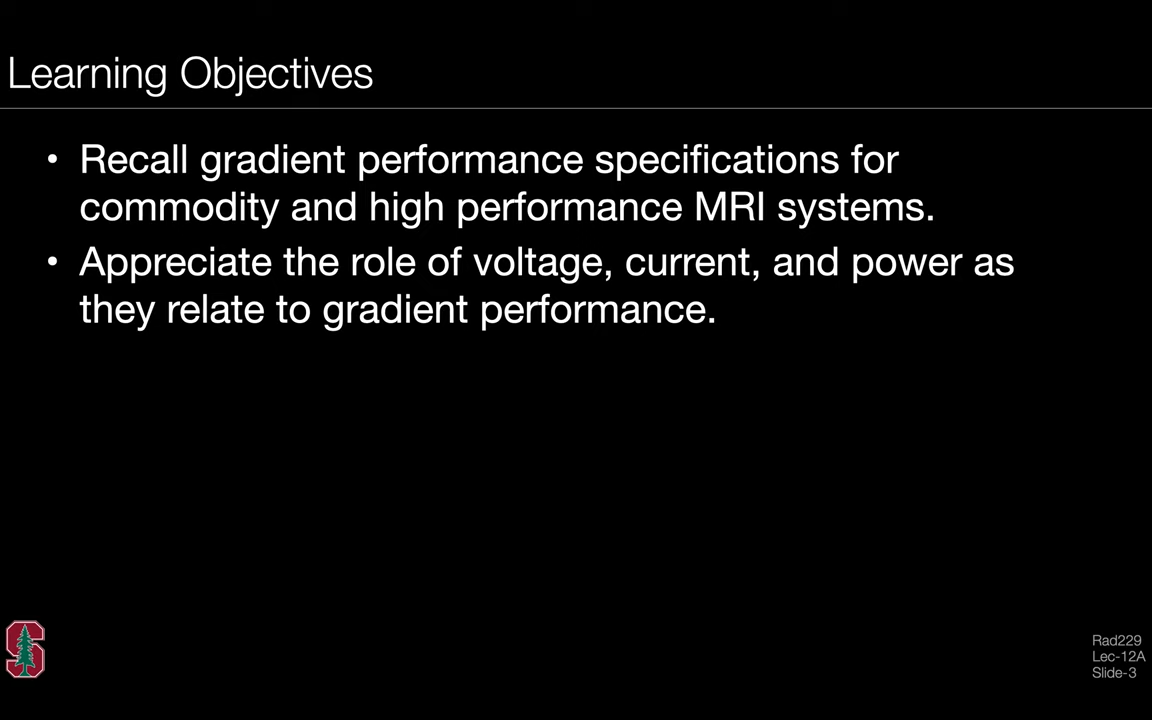 Learning Objectives
• Recall gradient performance specifications for
commodity and high performance MRI systems.
• Appreciate the role of voltage, current, and power as
they relate to gradient performance.
S
Rad229
Lec-12A
Slide-3